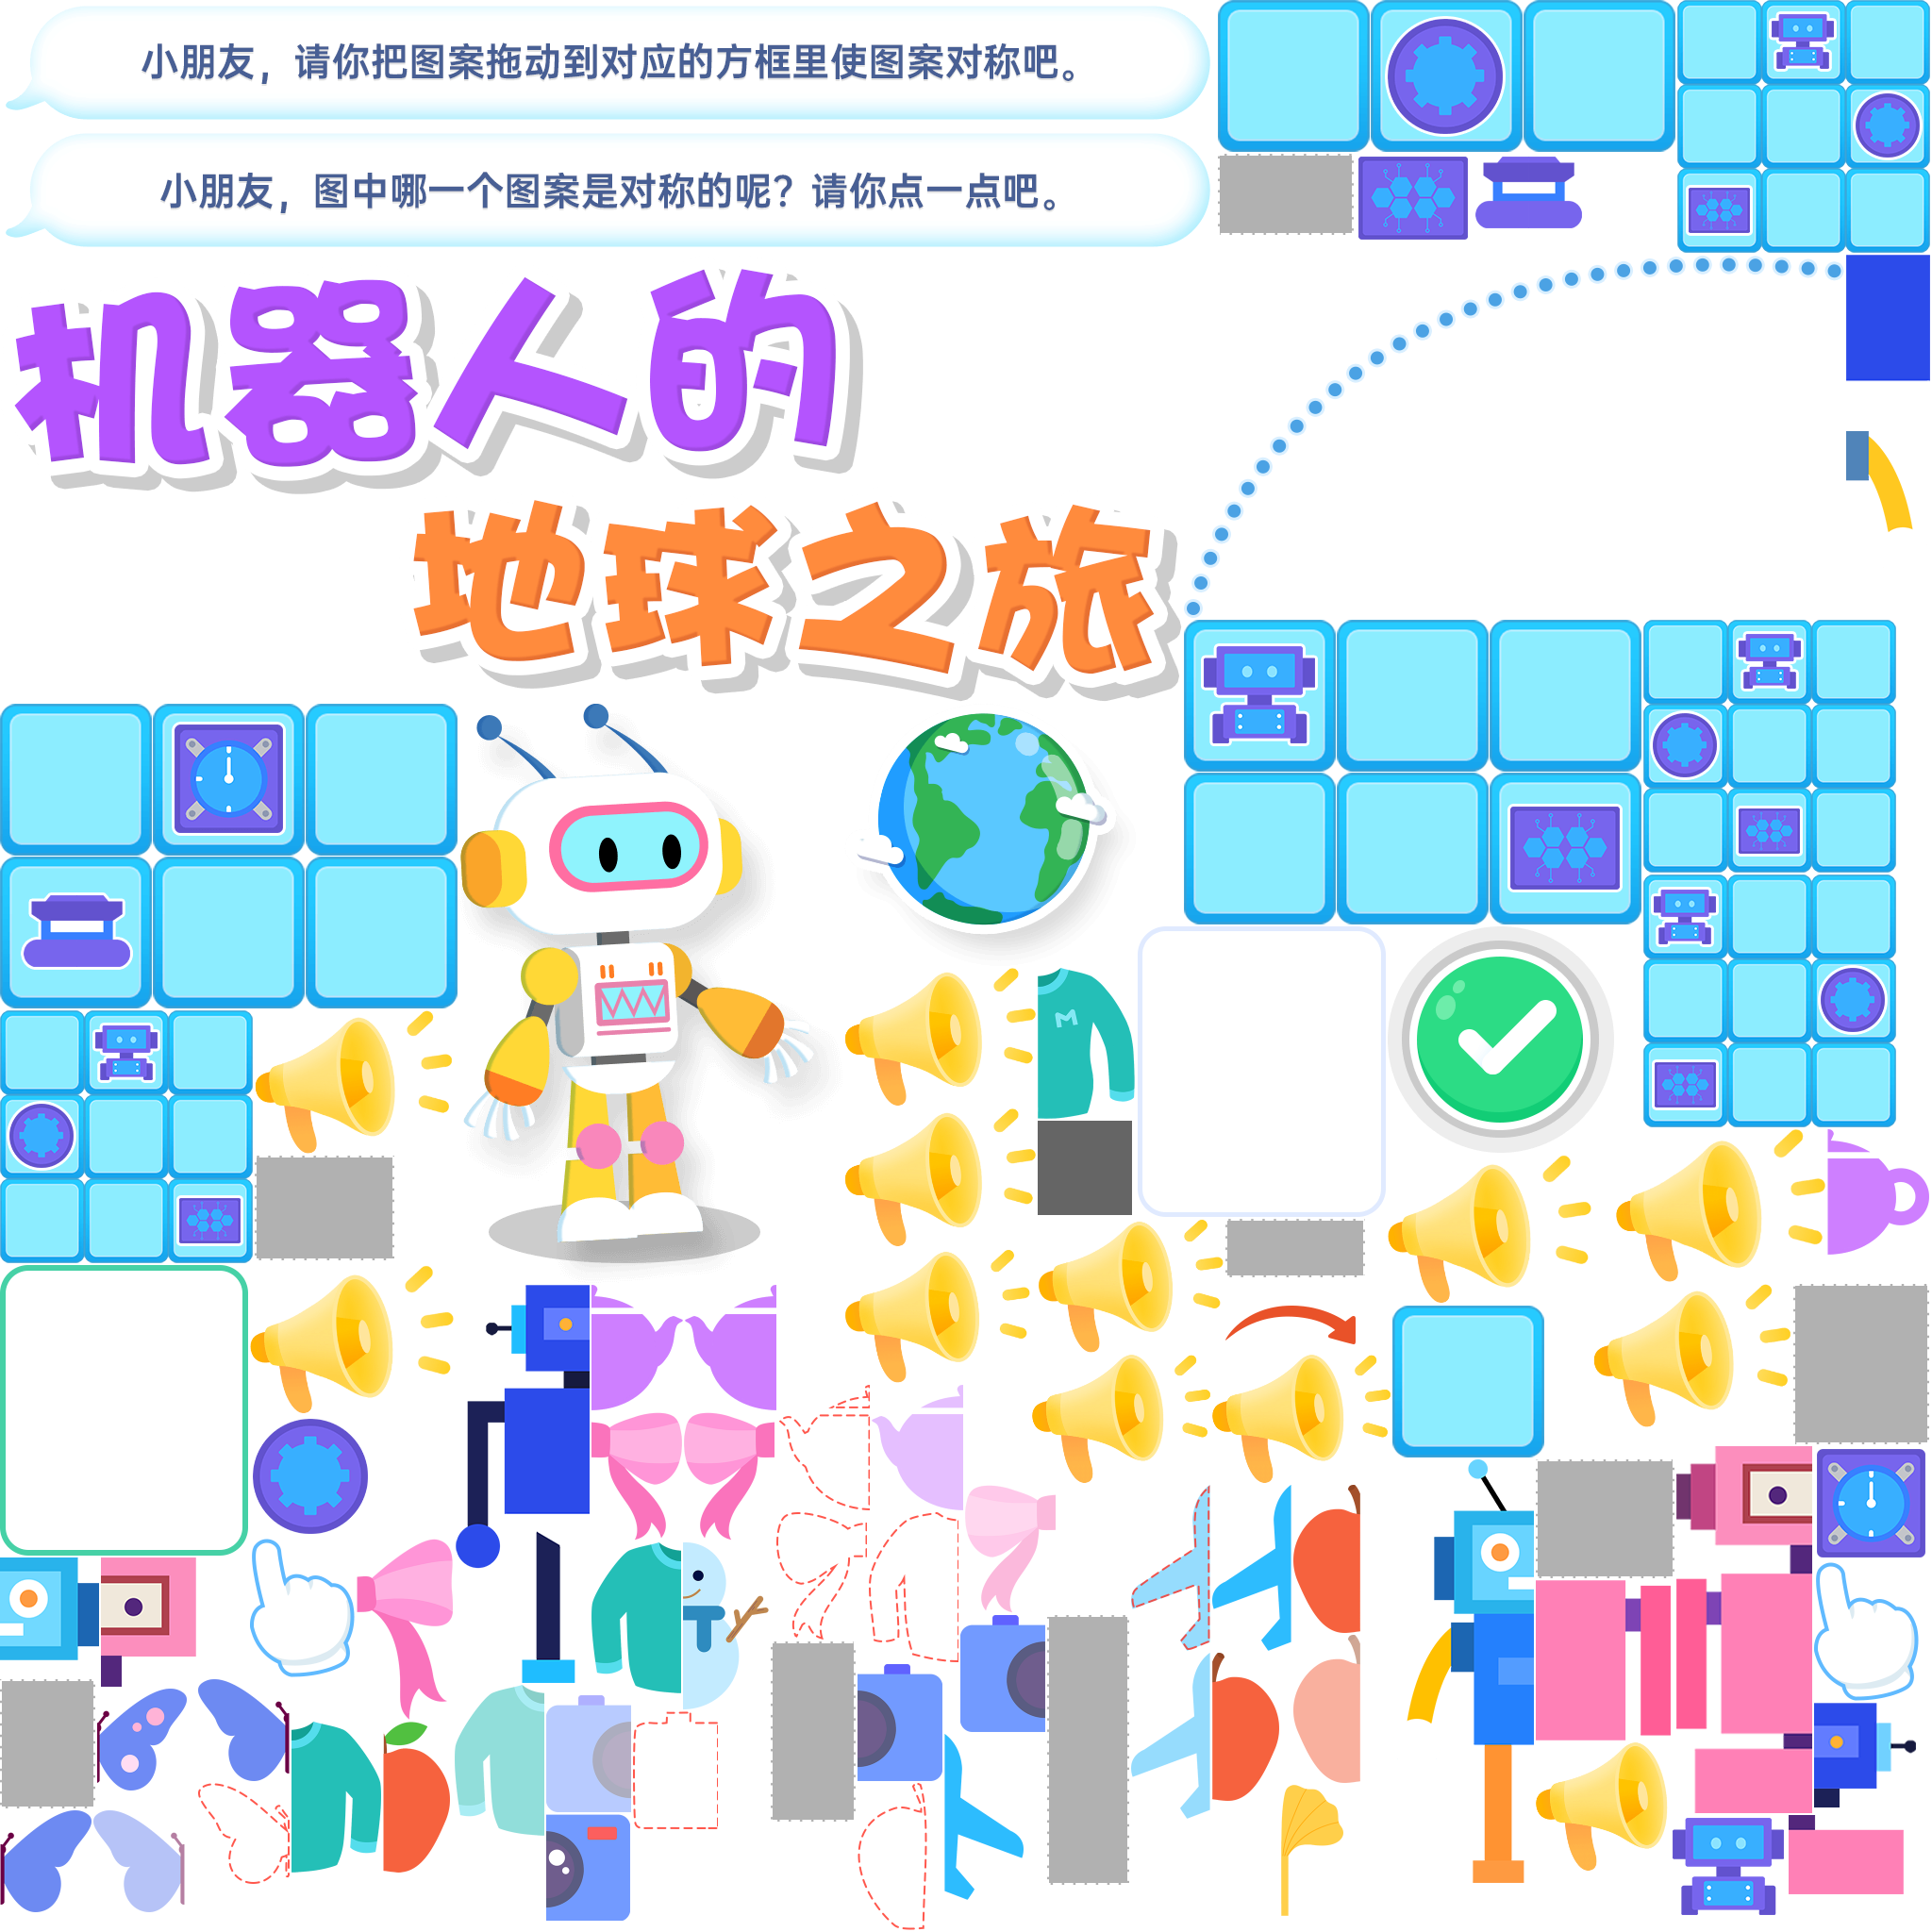 小朋友，请你把图案拖动到对应的方框里使图案对称吧。
小朋友，图中哪一个图案是对称的呢？请你点一点吧。
机器人的
地球之旅